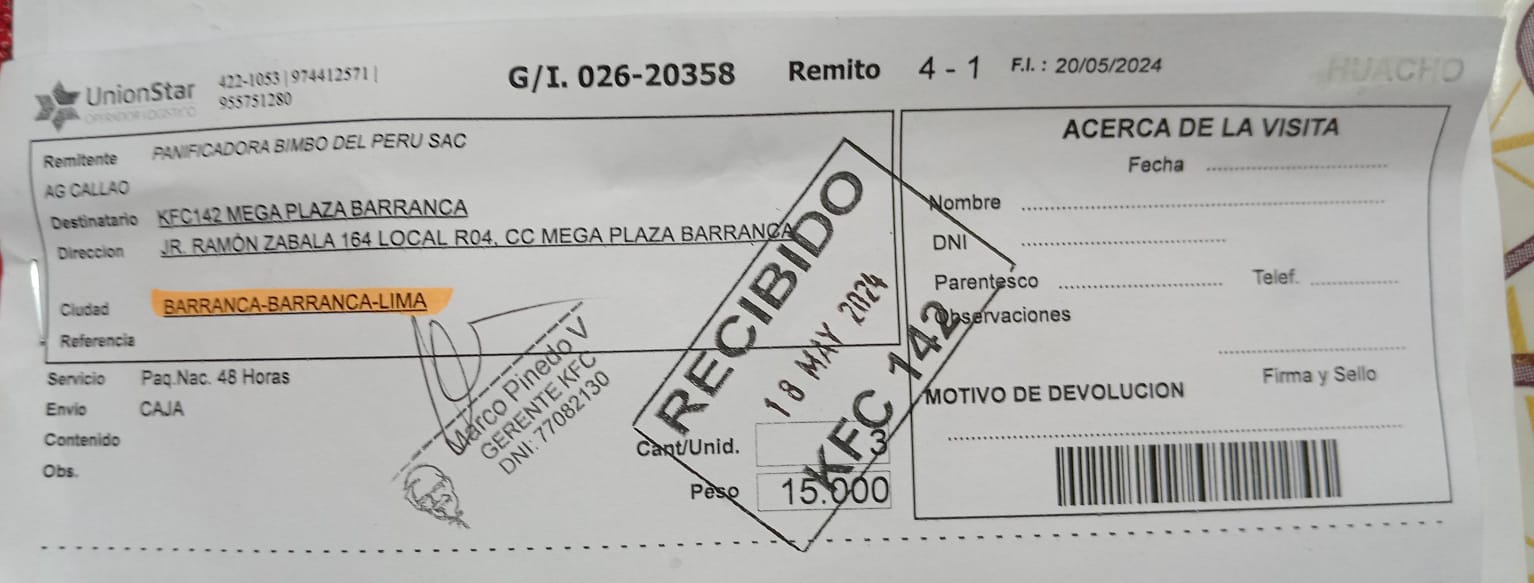 UnionStar
OPERADOR LOGISTICO
422-1053 | 974412571 |
955751280
G/I. 026-20358 Remito 4 - 1 F.I. : 20/05/2024
HUACHO
Remitente PANIFICADORA BIMBO DEL PERU SAC
AG CALLAO
Destinatario KFC142 MEGA PLAZA BARRANCA
Direccion JR. RAMÓN ZABALA 164 LOCAL R04, CC MEGA PLAZA BARRANCA
Ciudad BARRANCA-BARRANCA-LIMA
Referencia
Servicio Paq.Nac. 48 Horas
Envio CAJA
Contenido
Obs.
Marco Pinedo V
GERENTE KFC
DNI: 77082130
RECIBIDO
18 MAY 2024
KFC 142
Cant/Unid. 3
Peso 15.000
ACERCA DE LA VISITA
Fecha
Nombre
DNI
Parentesco Telef.
Observaciones
Firma y Sello
MOTIVO DE DEVOLUCION